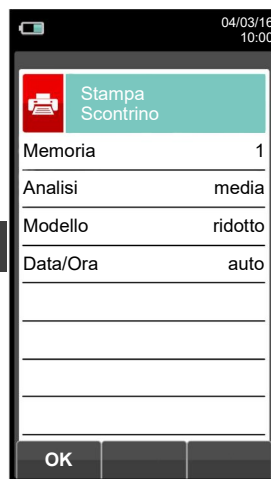 04/03/16
10:00
Stampa
Scontrino
Memoria 1
Analisi media
Modello ridotto
Data/Ora auto
OK